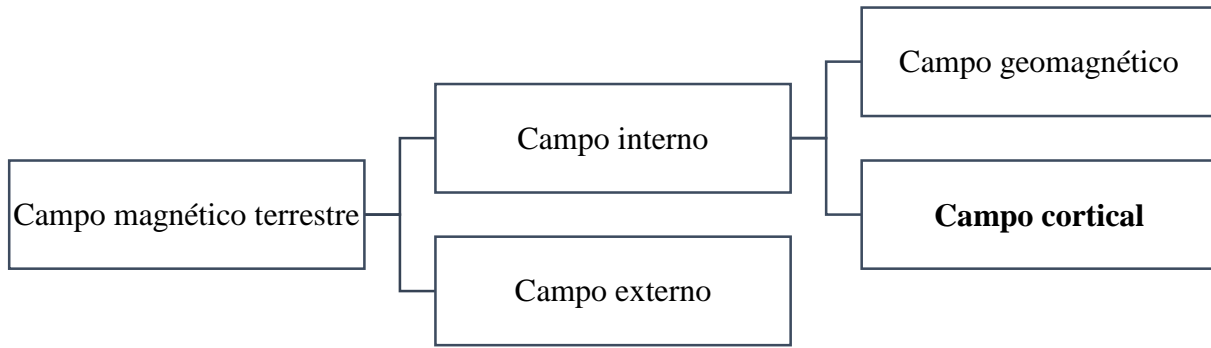 Campo magnético terrestre
Campo interno
Campo externo
Campo geomagnético
Campo cortical